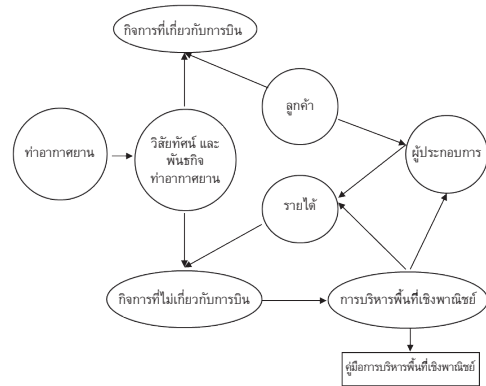 กิจการที่เกี่ยวกับการบิน
ลูกค้า
ท่าอากาศยาน
วิสัยทัศน์ และ
พันธกิจ
ท่าอากาศยาน
ผู้ประกอบการ
รายได้
กิจการที่ไม่เกี่ยวกับการบิน
การบริหารพื้นที่เชิงพาณิชย์
คู่มือการบริหารพื้นที่เชิงพาณิชย์